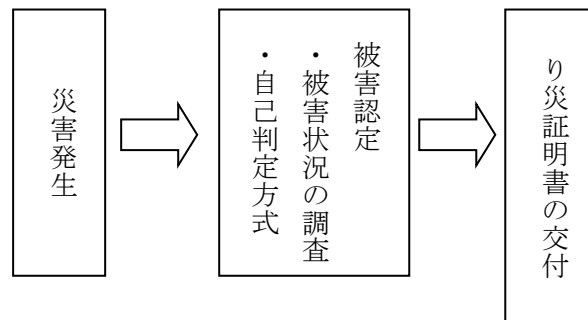 災害発生
被害認定
・被害状況の調査
・自己判定方式
り災証明書の交付